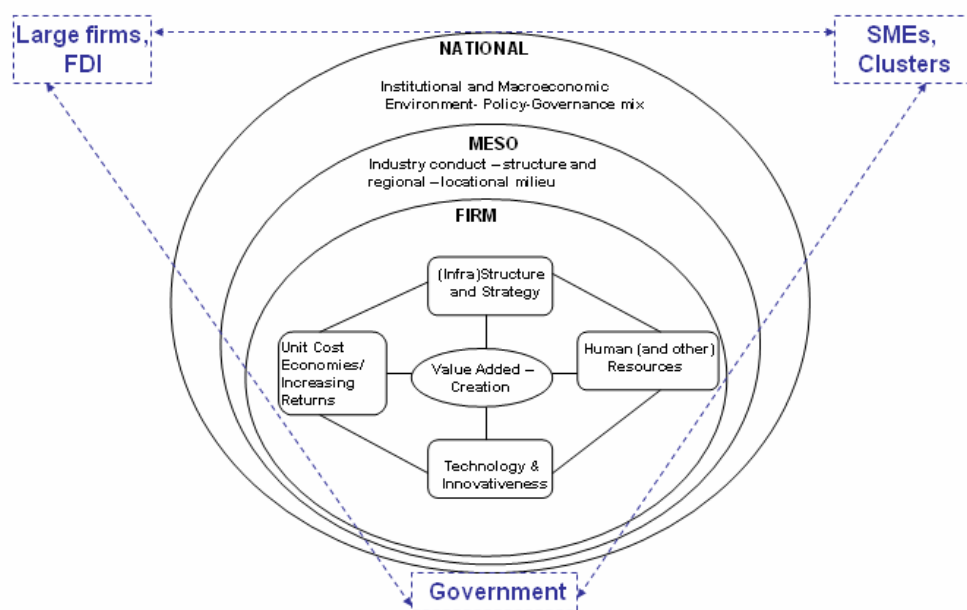 Large firms,
FDI
SMEs,
Clusters
NATIONAL
Institutional and Macroeconomic
Environment- Policy-Governance mix
MESO
Industry conduct – structure and
regional – locational milieu
FIRM
(Infra)Structure
and Strategy
Unit Cost
Economies/
Increasing
Returns
Value Added –
Creation
Human (and other)
Resources
Technology &
Innovativeness
Government